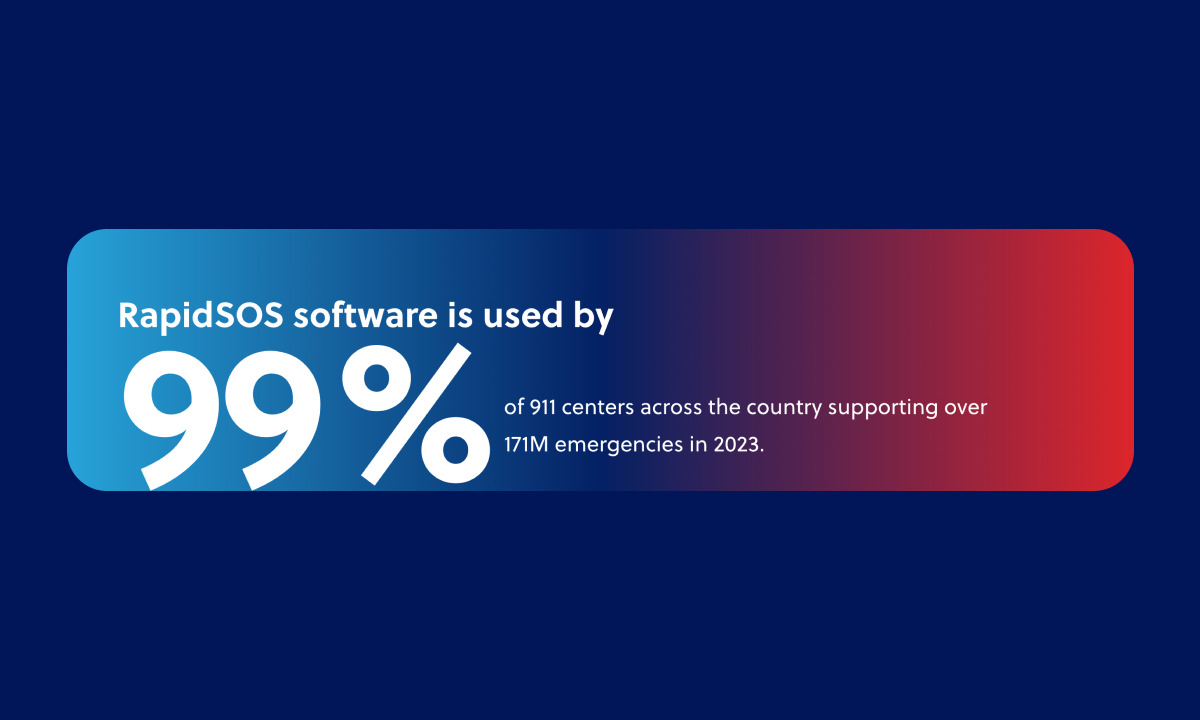 RapidSOS software is used by
99%
of 911 centers across the country supporting over
171M emergencies in 2023.